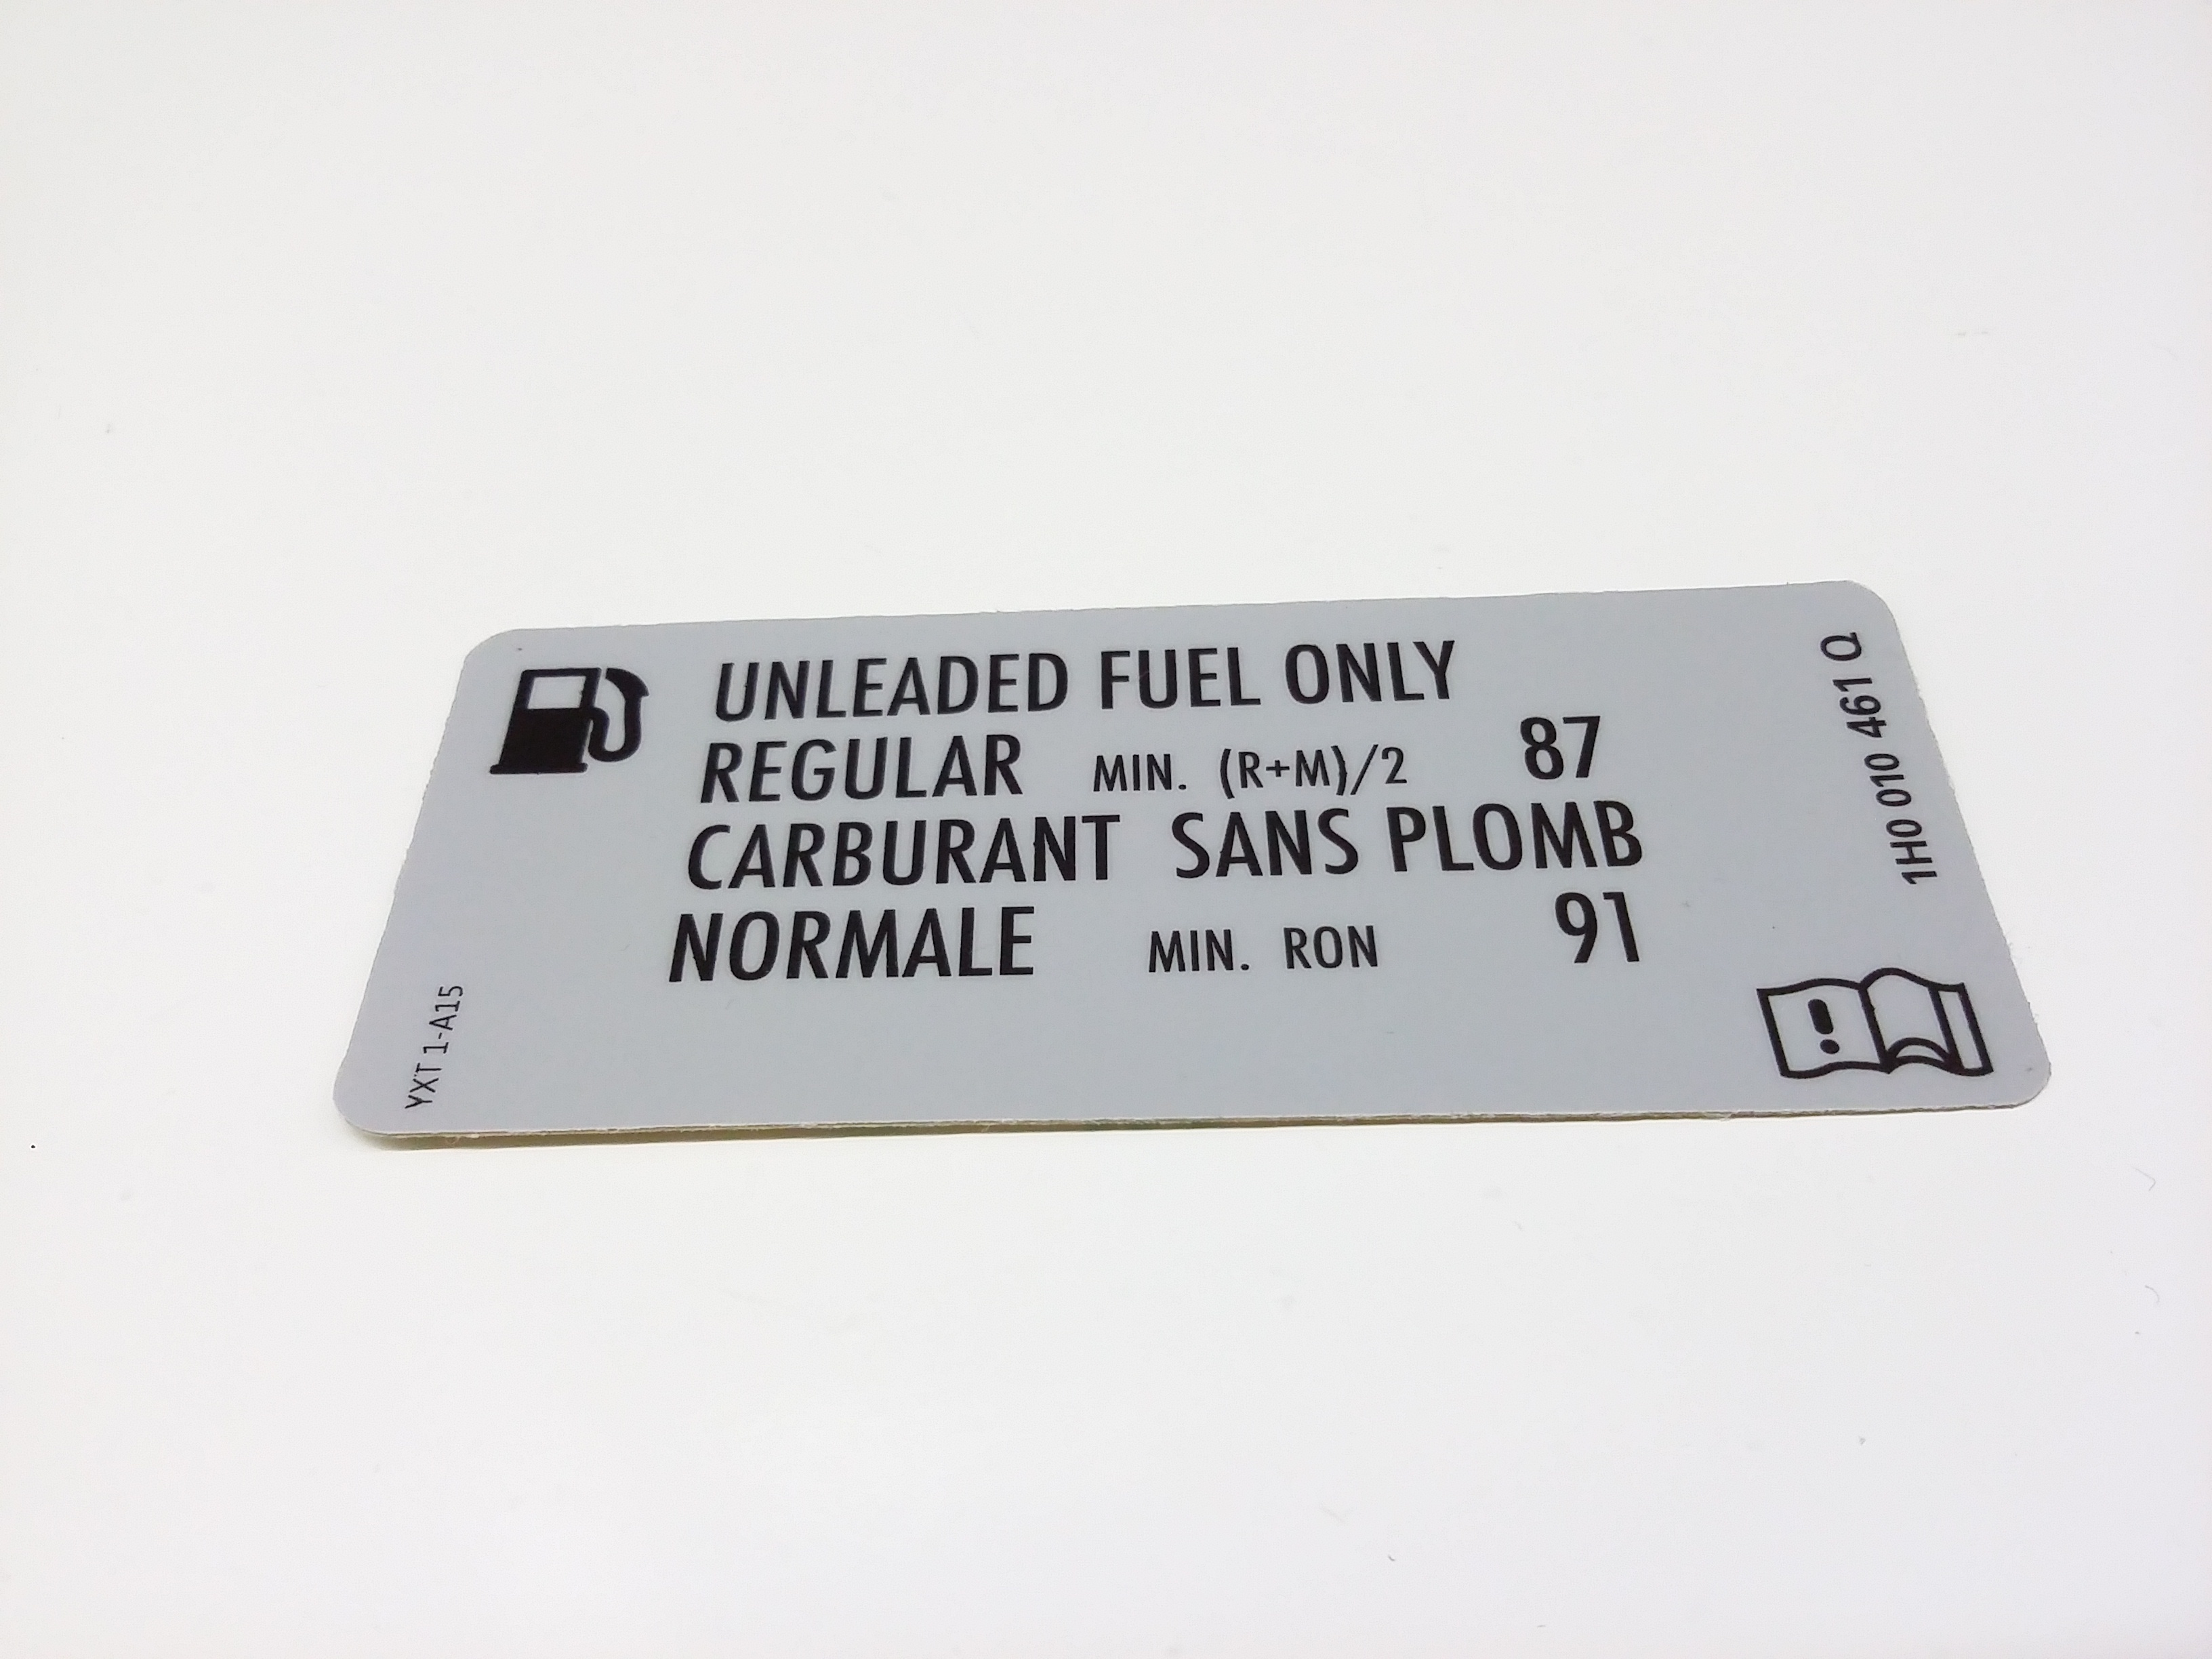 UNLEADED FUEL ONLY
REGULAR MIN. (R+M)/2 87
CARBURANT SANS PLOMB
NORMALE MIN. RON 91
YXT 1-A15
1H0 010 461 Q